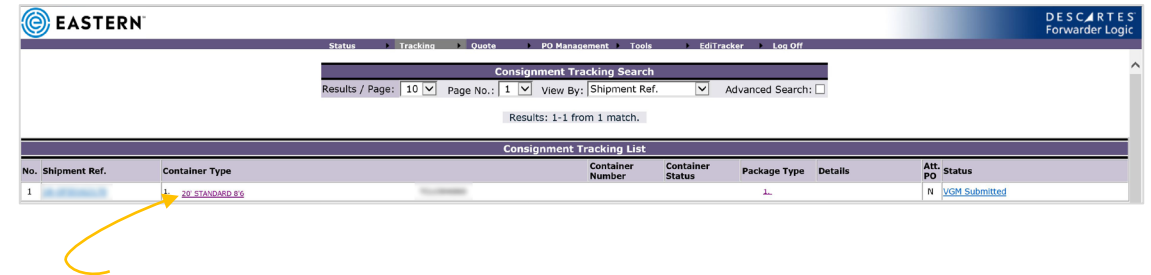 EASTERN
DESCARTES
Forwarder Logic
Status Tracking Quote PO Management Tools EdiTracker Log Off
Consignment Tracking Search
Results / Page: 10 Page No.: 1 View By: Shipment Ref. Advanced Search:
Results: 1-1 from 1 match.
Consignment Tracking List
No. Shipment Ref. Container Type Container Number Container Status Package Type Details Att. PO Status
1 1. 20' STANDARD 8'6 1. N VGM Submitted